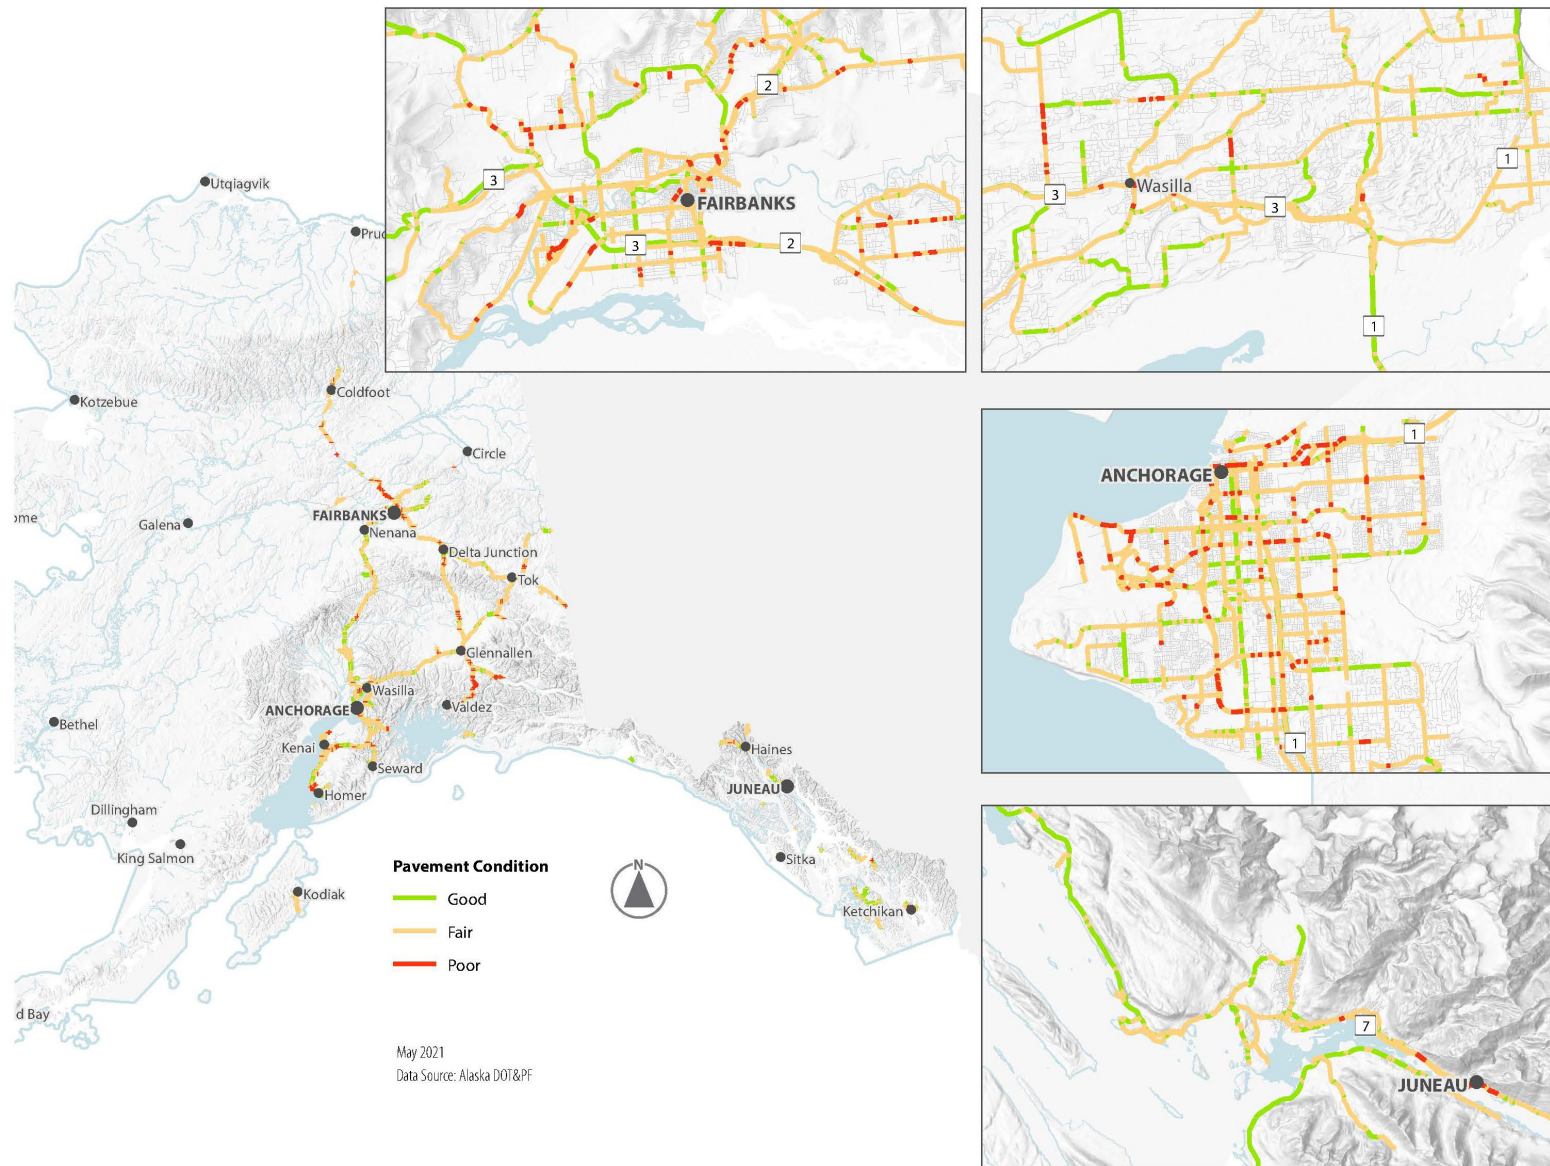 Utqiagvik
Pruc
Coldfoot
Kotzebue
Circle
FAIRBANKS
ome
Galena
Nenana
Delta Junction
Tok
Glennallen
Wasilla
ANCHORAGE
Valdez
Bethel
Kenai
Seward
Homer
Dillingham
King Salmon
Kodiak
d Bay
Haines
JUNEAU
Sitka
Ketchikan
Pavement Condition
Good
Fair
Poor
N
May 2021
Data Source: Alaska DOT&PF
2
3
FAIRBANKS
3
2
1
3
Wasilla
3
1
1
ANCHORAGE
1
7
JUNEAU